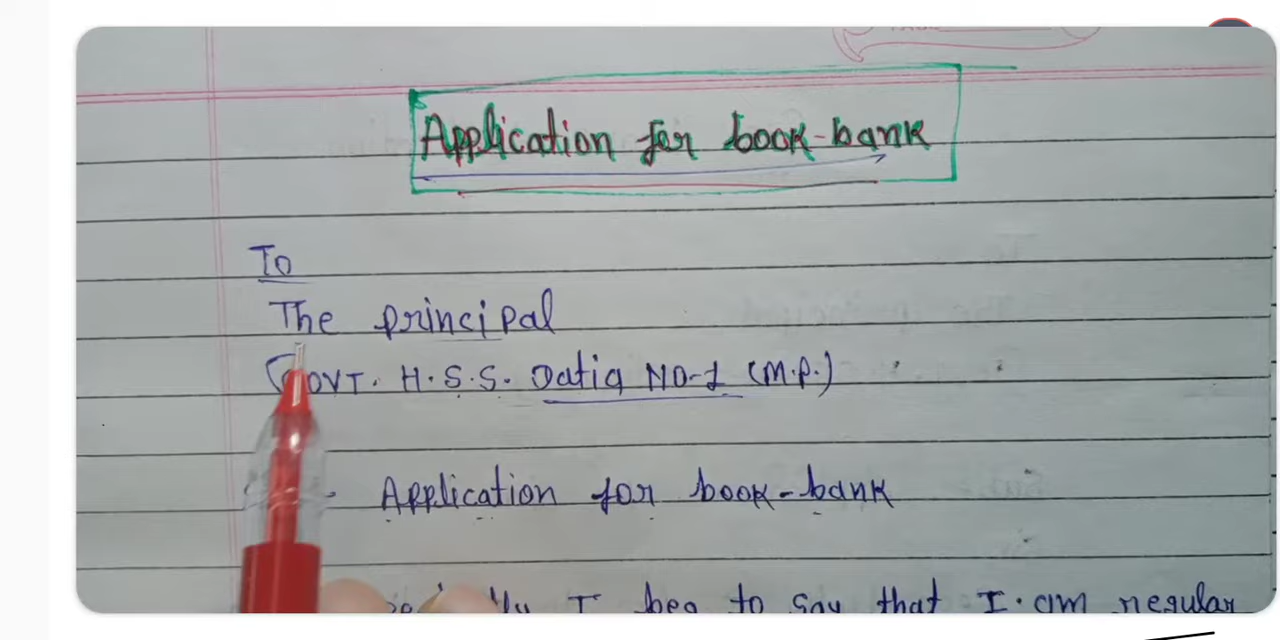 Application for book-bank
To
The principal
Govt. H.S.S. Datia NO-1 (M.P.)
Application for book-bank
I beg to say that I am regular